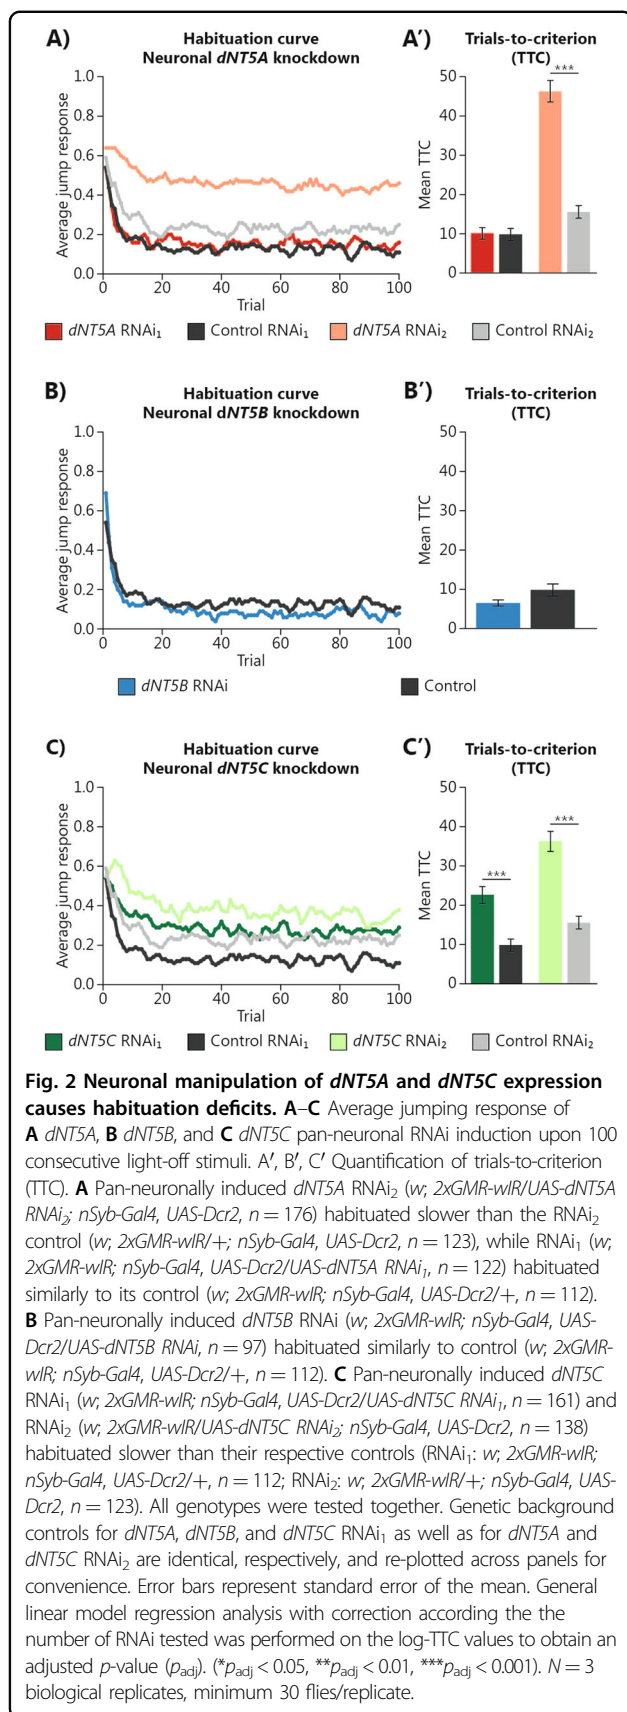 A)
Habituation curve
Neuronal dNT5A knockdown
1.0
0.8
0.6
0.4
0.2
0.0
Average jump response
0
20
40
60
80
100
Trial
A′)
Trials-to-criterion
(TTC)
50
40
30
20
10
0
Mean TTC
***
dNT5A RNAi₁
Control RNAi₁
dNT5A RNAi₂
Control RNAi₂
B)
Habituation curve
Neuronal dNT5B knockdown
1.0
0.8
0.6
0.4
0.2
0.0
Average jump response
0
20
40
60
80
100
Trial
B′)
Trials-to-criterion
(TTC)
50
40
30
20
10
0
Mean TTC
dNT5B RNAi
Control
C)
Habituation curve
Neuronal dNT5C knockdown
1.0
0.8
0.6
0.4
0.2
0.0
Average jump response
0
20
40
60
80
100
Trial
C′)
Trials-to-criterion
(TTC)
50
40
30
20
10
0
Mean TTC
***
***
dNT5C RNAi₁
Control RNAi₁
dNT5C RNAi₂
Control RNAi₂
Fig. 2 Neuronal manipulation of dNT5A and dNT5C expression
causes habituation deficits. A–C Average jumping response of
A dNT5A, B dNT5B, and C dNT5C pan-neuronal RNAi induction upon 100
consecutive light-off stimuli. A′, B′, C′ Quantification of trials-to-criterion
(TTC). A Pan-neuronally induced dNT5A RNAi₂ (w; 2xGMR-wIR/UAS-dNT5A
RNAi₂; nSyb-Gal4, UAS-Dcr2, n = 176) habituated slower than the RNAi₂
control (w; 2xGMR-wIR/+; nSyb-Gal4, UAS-Dcr2, n = 123), while RNAi₁ (w;
2xGMR-wIR; nSyb-Gal4, UAS-Dcr2/UAS-dNT5A RNAi₁, n = 122) habituated
similarly to its control (w; 2xGMR-wIR; nSyb-Gal4, UAS-Dcr2/+, n = 112).
B Pan-neuronally induced dNT5B RNAi (w; 2xGMR-wIR; nSyb-Gal4, UAS-
Dcr2/UAS-dNT5B RNAi, n = 97) habituated similarly to control (w; 2xGMR-
wIR; nSyb-Gal4, UAS-Dcr2/+, n = 112). C Pan-neuronally induced dNT5C
RNAi₁ (w; 2xGMR-wIR; nSyb-Gal4, UAS-Dcr2/UAS-dNT5C RNAi₁, n = 161) and
RNAi₂ (w; 2xGMR-wIR/UAS-dNT5C RNAi₂; nSyb-Gal4, UAS-Dcr2, n = 138)
habituated slower than their respective controls (RNAi₁: w; 2xGMR-wIR;
nSyb-Gal4, UAS-Dcr2/+, n = 112; RNAi₂: w; 2xGMR-wIR/+; nSyb-Gal4, UAS-
Dcr2, n = 123). All genotypes were tested together. Genetic background
controls for dNT5A, dNT5B, and dNT5C RNAi₁ as well as for dNT5A and
dNT5C RNAi₂ are identical, respectively, and re-plotted across panels for
convenience. Error bars represent standard error of the mean. General
linear model regression analysis with correction according the the
number of RNAi tested was performed on the log-TTC values to obtain an
adjusted p-value (pₐdⱼ). (*pₐdⱼ < 0.05, **pₐdⱼ < 0.01, ***pₐdⱼ < 0.001). N = 3
biological replicates, minimum 30 flies/replicate.